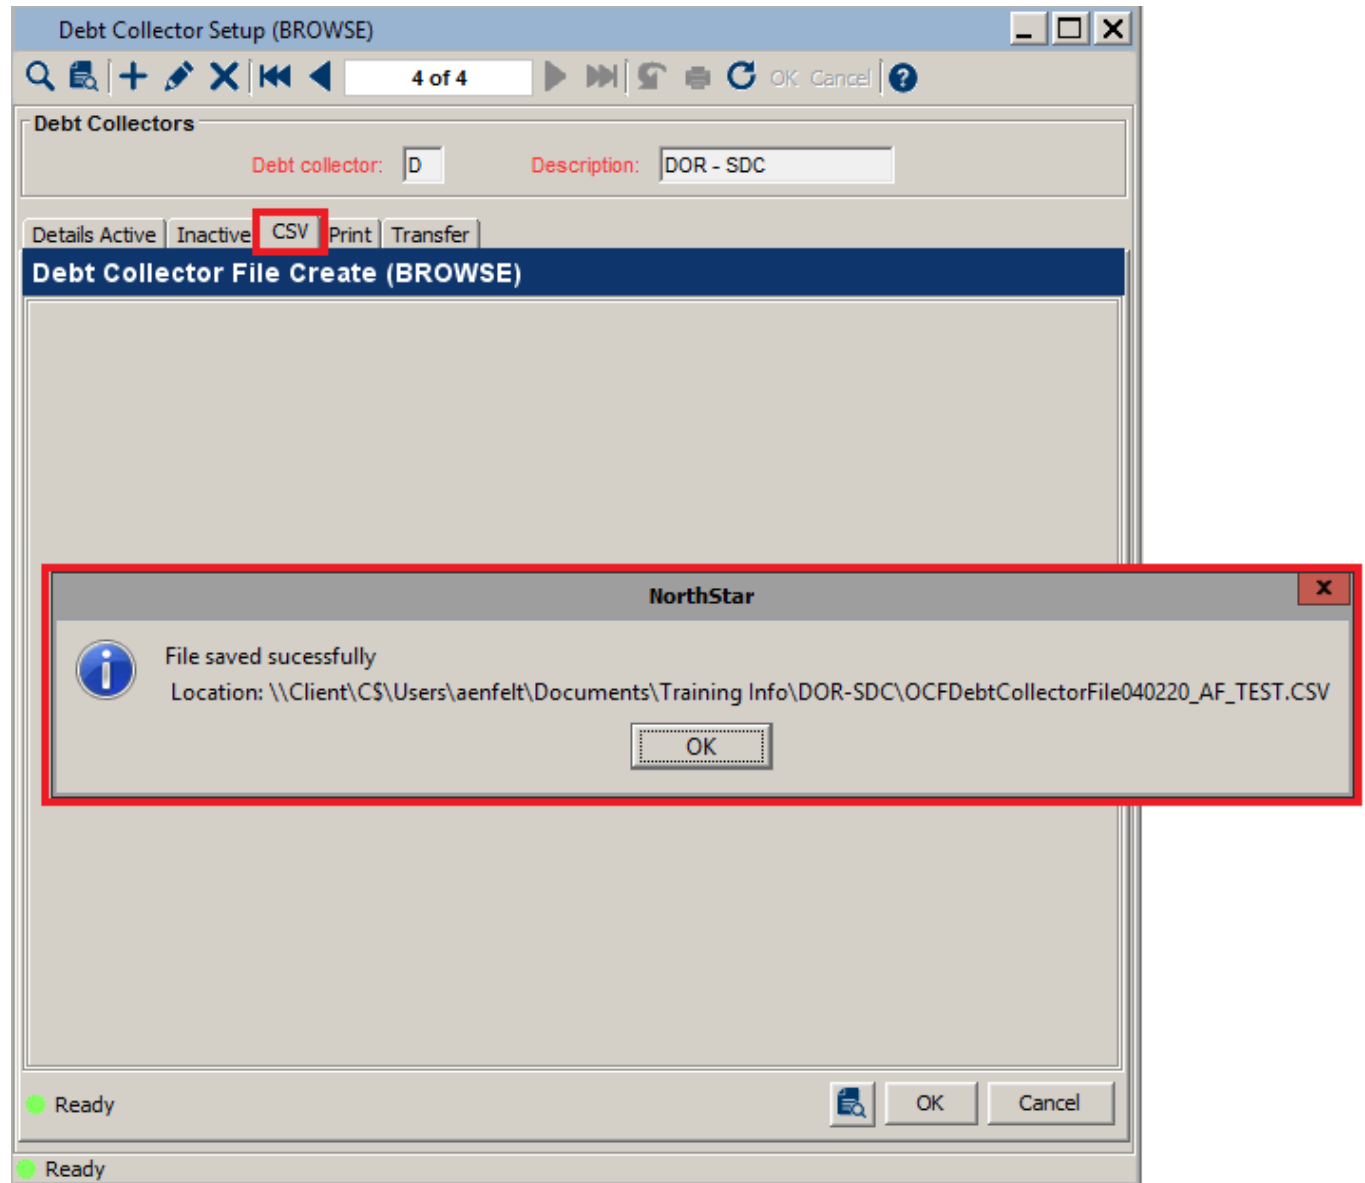 Debt Collector Setup (BROWSE)
4 of 4 OK Cancel ?
Debt Collectors
Debt collector: D Description: DOR - SDC
Details Active Inactive CSV Print Transfer
Debt Collector File Create (BROWSE)
NorthStar
x
i
File saved sucessfully
Location: \\Client\C$\Users\aenfelt\Documents\Training Info\DOR-SDC\OCFDebtCollectorFile040220_AF_TEST.CSV
OK
Ready OK Cancel
Ready